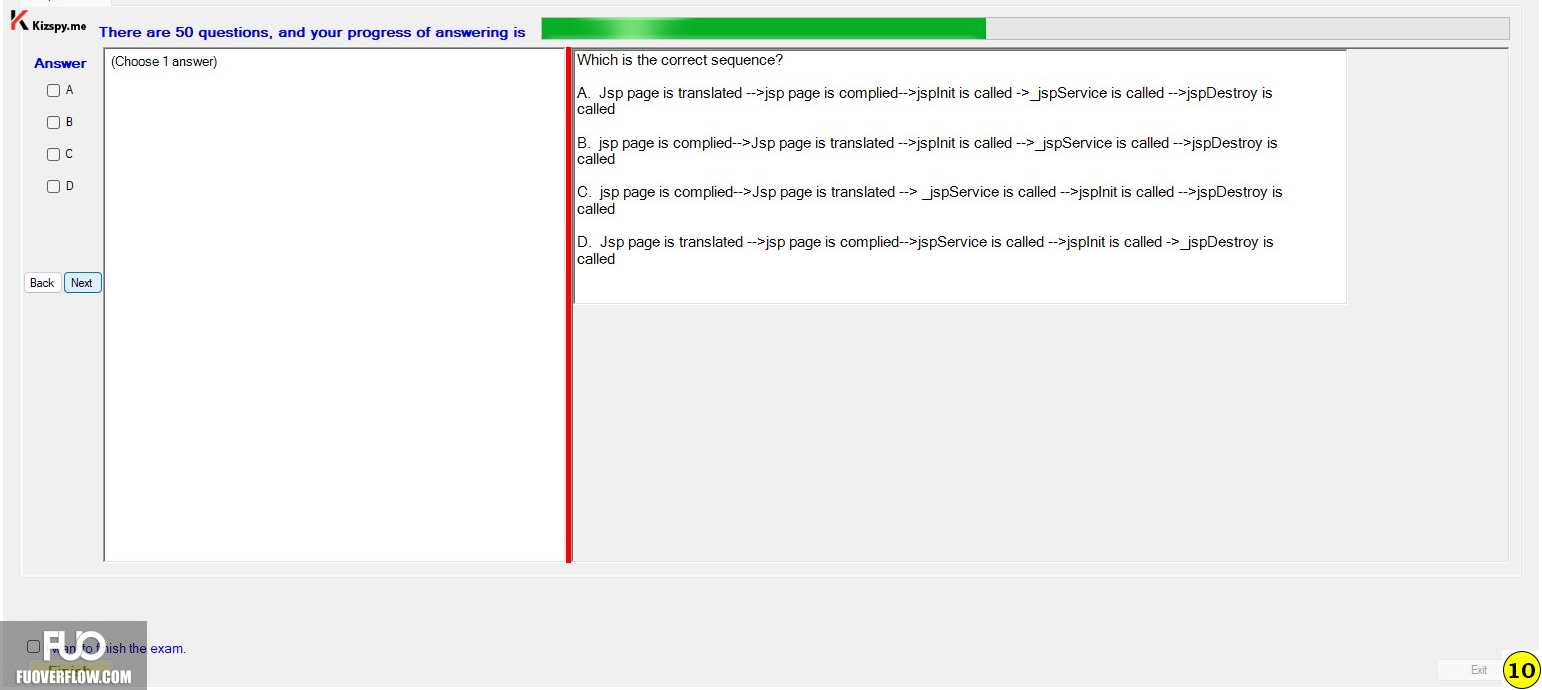 Kizspy.me
There are 50 questions, and your progress of answering is
Answer
(Choose 1 answer)
A
B
C
D
Back
Next
Which is the correct sequence?
A.  Jsp page is translated -->jsp page is complied-->jspInit is called ->_jspService is called -->jspDestroy is
called
B.  jsp page is complied-->Jsp page is translated -->jspInit is called -->_jspService is called -->jspDestroy is
called
C.  jsp page is complied-->Jsp page is translated --> _jspService is called -->jspInit is called -->jspDestroy is
called
D.  Jsp page is translated -->jsp page is complied-->jspService is called -->jspInit is called ->_jspDestroy is
called
FUO
want to finish the exam.
Finish
FUOVERFLOW.COM
Exit
10